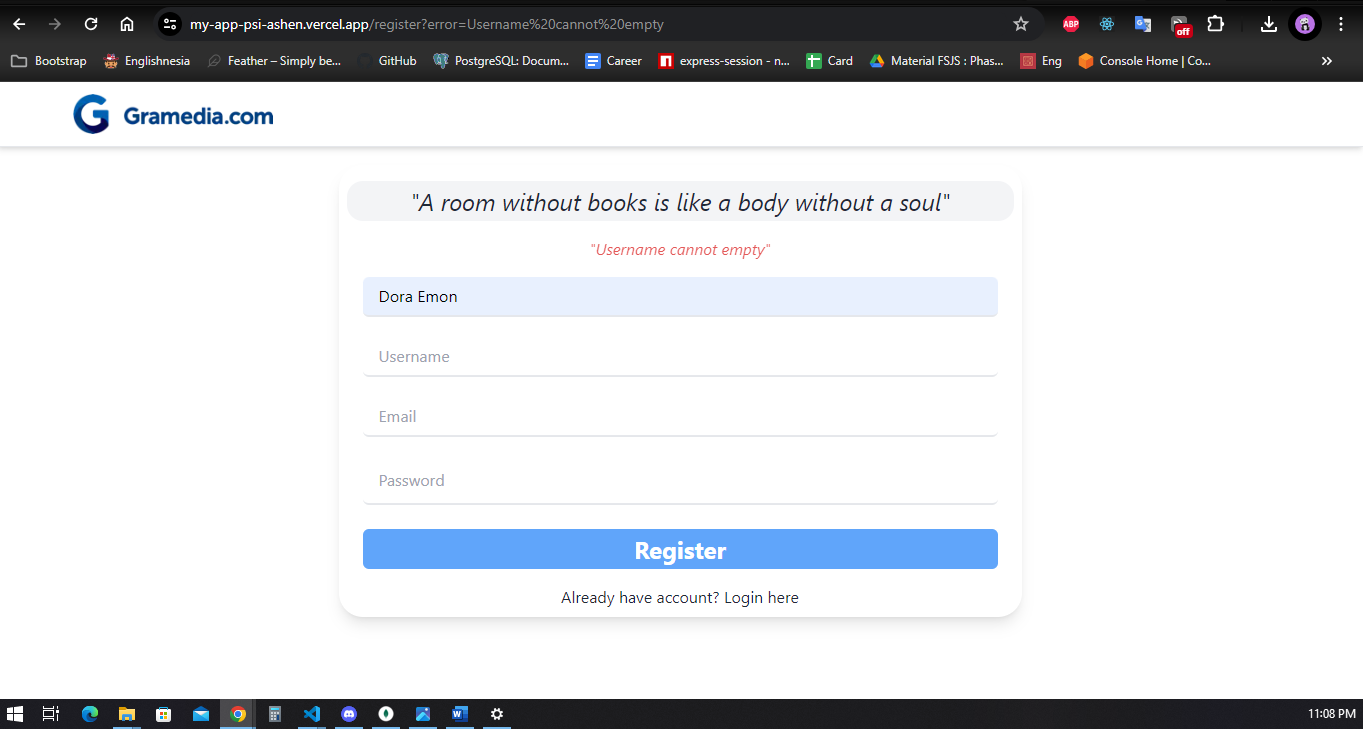 my-app-psi-ashen.vercel.app/register?error=Username%20cannot%20empty
ABP
off
Bootstrap
Englishnesia
Feather – Simply be...
GitHub
PostgreSQL: Docum...
Career
express-session - n...
Card
Material FSJS : Phas...
Eng
Console Home | Co...
»
G Gramedia.com
"A room without books is like a body without a soul"
"Username cannot empty"
Dora Emon
Username
Email
Password
Register
Already have account? Login here
11:08 PM